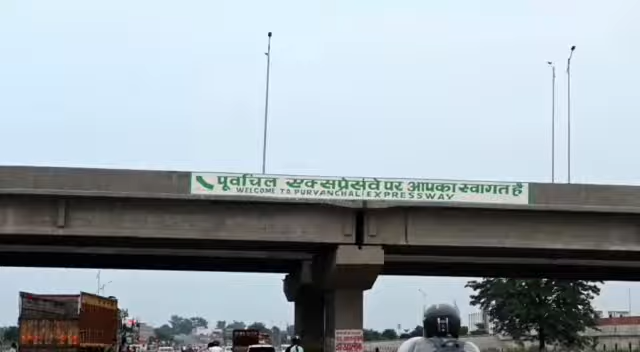 पूर्वांचल एक्सप्रेसवे पर आपका स्वागत है
WELCOME TO PURVANCHAL EXPRESSWAY